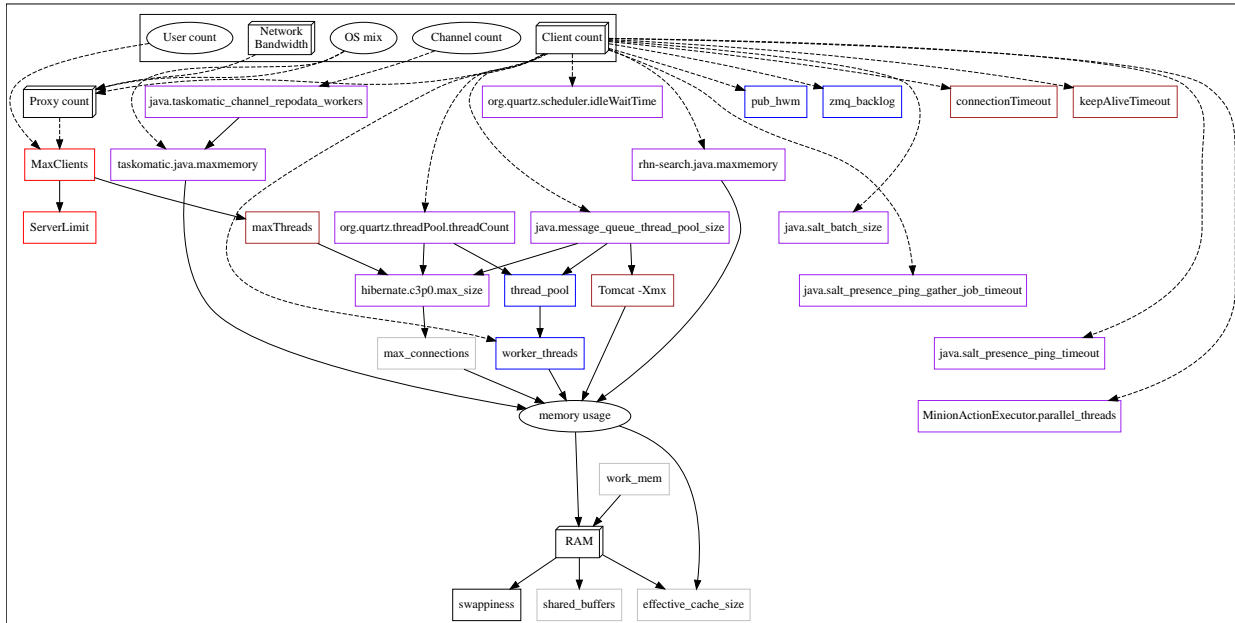 User count
Network
Bandwidth
OS mix
Channel count
Client count
Proxy count
java.taskomatic_channel_repodata_workers
org.quartz.scheduler.idleWaitTime
pub_hwm
zmq_backlog
connectionTimeout
keepAliveTimeout
MaxClients
taskomatic.java.maxmemory
rhn-search.java.maxmemory
ServerLimit
maxThreads
org.quartz.threadPool.threadCount
java.message_queue_thread_pool_size
java.salt_batch_size
hibernate.c3p0.max_size
thread_pool
Tomcat -Xmx
java.salt_presence_ping_gather_job_timeout
max_connections
worker_threads
java.salt_presence_ping_timeout
memory usage
MinionActionExecutor.parallel_threads
work_mem
RAM
swappiness
shared_buffers
effective_cache_size